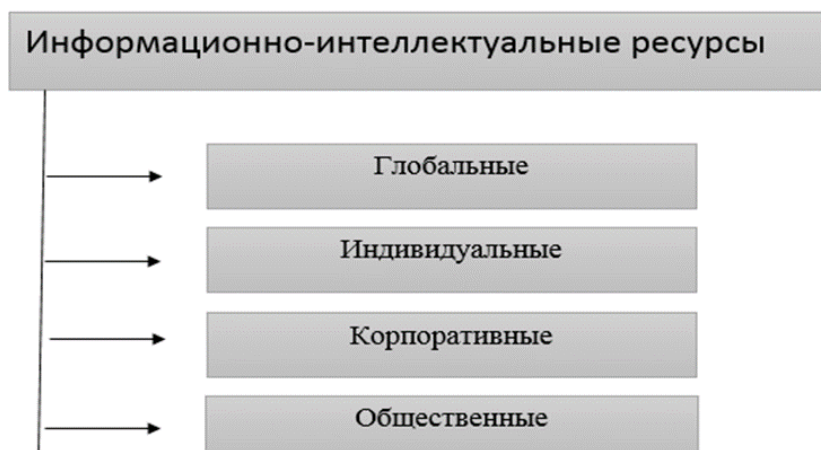 Информационно-интеллектуальные ресурсы
Глобальные
Индивидуальные
Корпоративные
Общественные